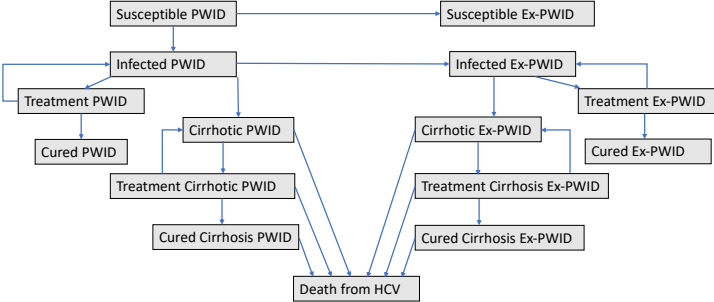 Susceptible PWID
Susceptible Ex-PWID
Infected PWID
Infected Ex-PWID
Treatment PWID
Treatment Ex-PWID
Cirrhotic PWID
Cirrhotic Ex-PWID
Cured PWID
Cured Ex-PWID
Treatment Cirrhotic PWID
Treatment Cirrhosis Ex-PWID
Cured Cirrhosis PWID
Cured Cirrhosis Ex-PWID
Death from HCV